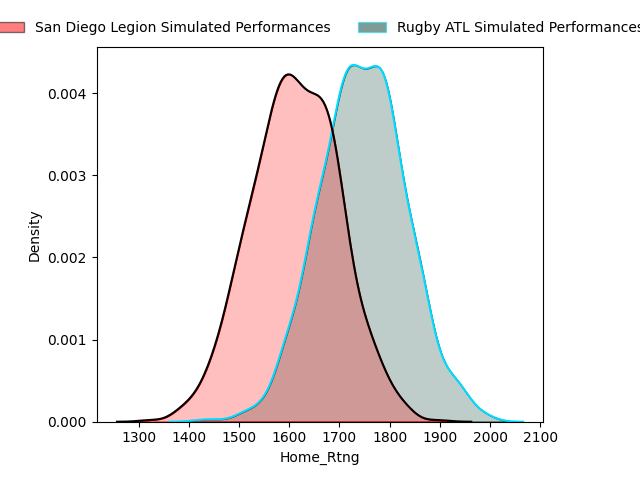 San Diego Legion Simulated Performances Rugby ATL Simulated Performances
0.004
0.003
0.002
0.001
0.000
Density
1300 1400 1500 1600 1700 1800 1900 2000 2100
Home_Rtng